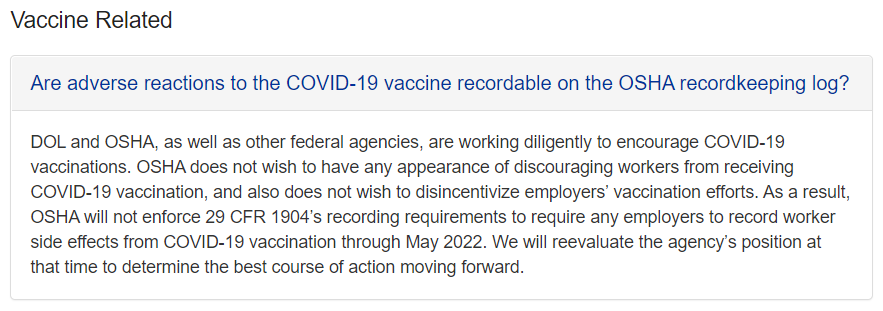 Vaccine Related
Are adverse reactions to the COVID-19 vaccine recordable on the OSHA recordkeeping log?
DOL and OSHA, as well as other federal agencies, are working diligently to encourage COVID-19
vaccinations. OSHA does not wish to have any appearance of discouraging workers from receiving
COVID-19 vaccination, and also does not wish to disincentivize employers’ vaccination efforts. As a result,
OSHA will not enforce 29 CFR 1904’s recording requirements to require any employers to record worker
side effects from COVID-19 vaccination through May 2022. We will reevaluate the agency’s position at
that time to determine the best course of action moving forward.